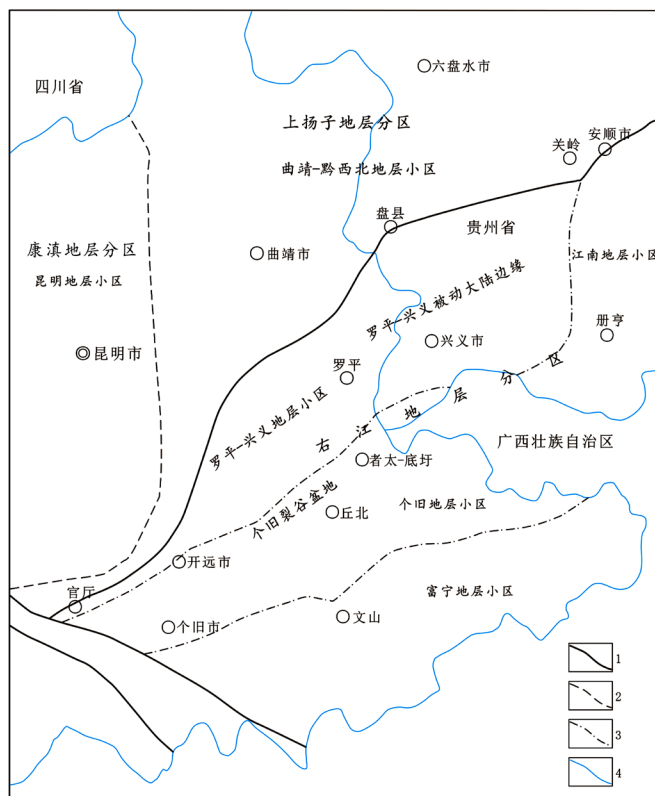 六盘水市
四川省
上扬子地层分区
安顺市
关岭
曲靖-黔西北地层小区
盘县
贵州省
康滇地层分区
曲靖市
江南地层小区
昆明地层小区
罗平-兴义被动大陆边缘
册亨
兴义市
昆明市
罗平
右江地层分区
罗平-兴义地层小区
广西壮族自治区
者太-底圩
个旧裂谷盆地
个旧地层小区
丘北
开远市
官厅
富宁地层小区
文山
个旧市
1
2
3
4